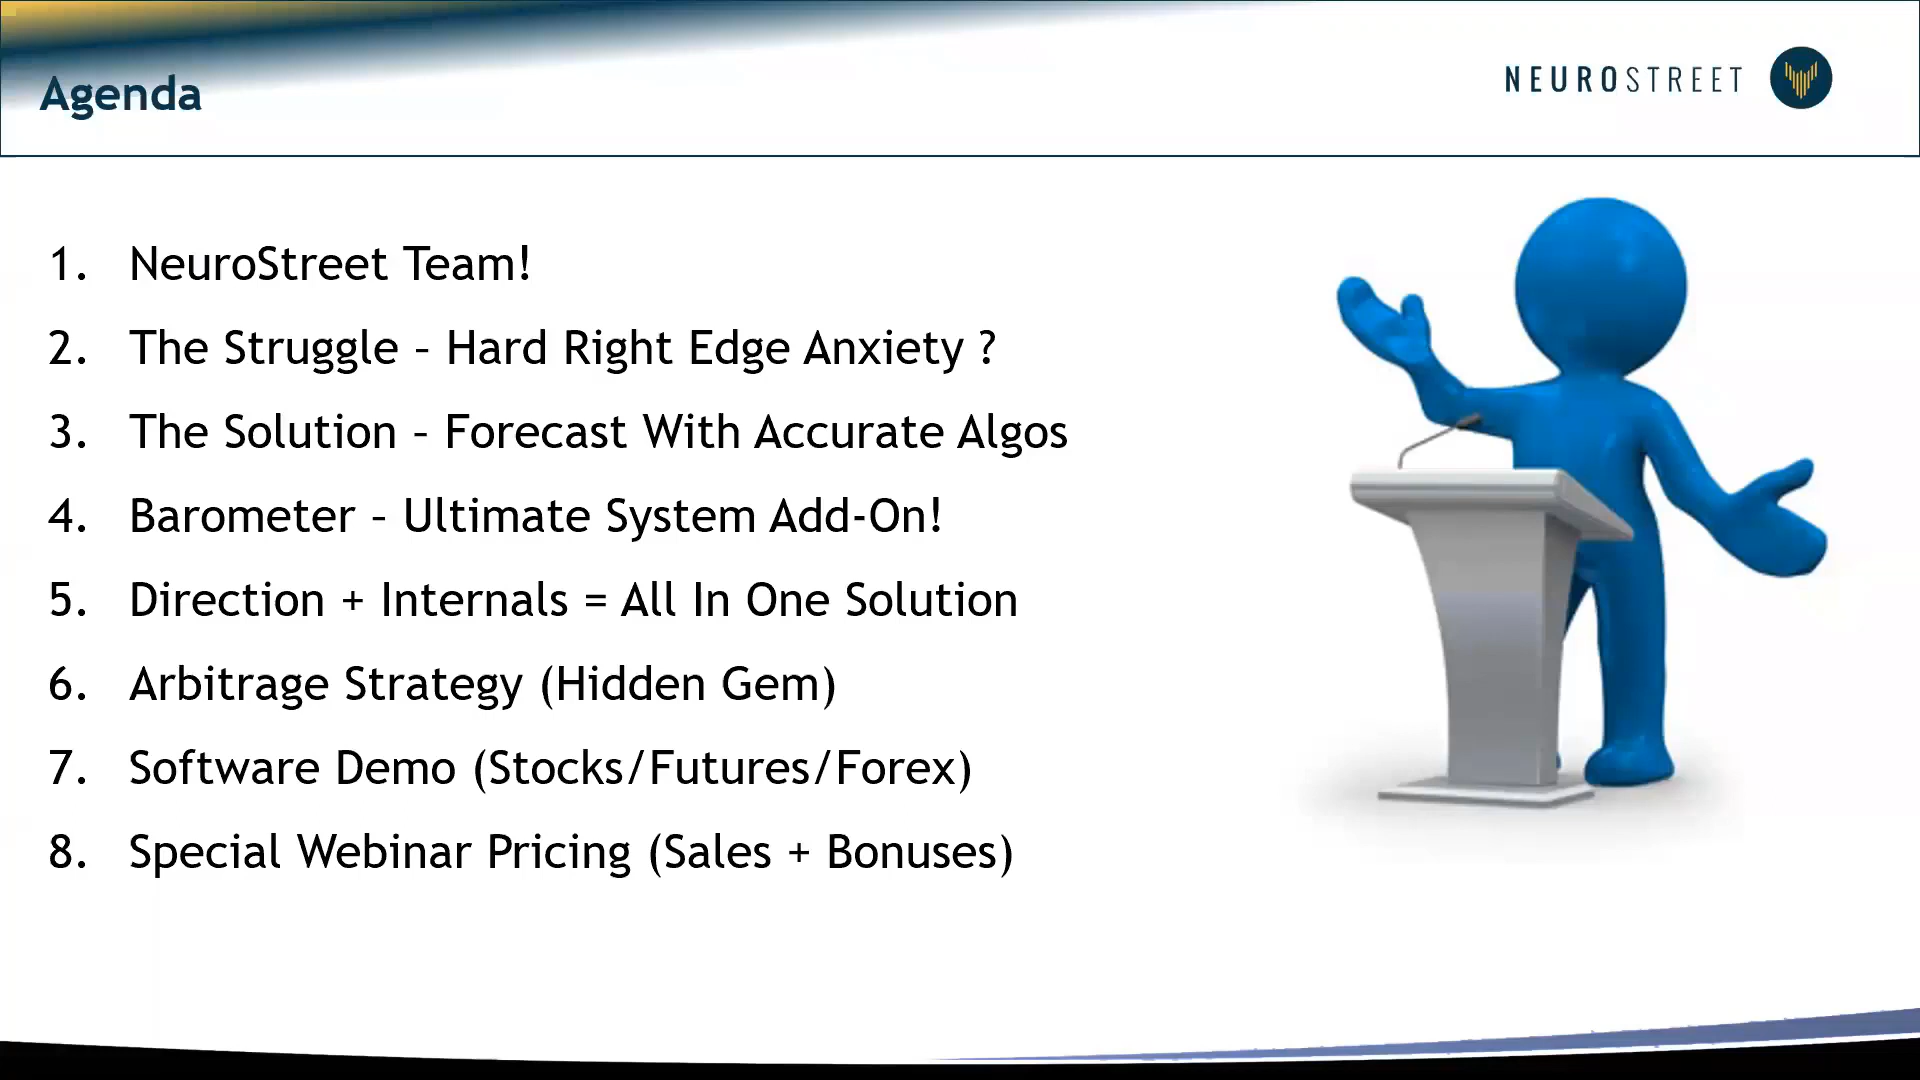 Agenda
NEUROSTREET
1. NeuroStreet Team!
2. The Struggle – Hard Right Edge Anxiety ?
3. The Solution – Forecast With Accurate Algos
4. Barometer – Ultimate System Add-On!
5. Direction + Internals = All In One Solution
6. Arbitrage Strategy (Hidden Gem)
7. Software Demo (Stocks/Futures/Forex)
8. Special Webinar Pricing (Sales + Bonuses)